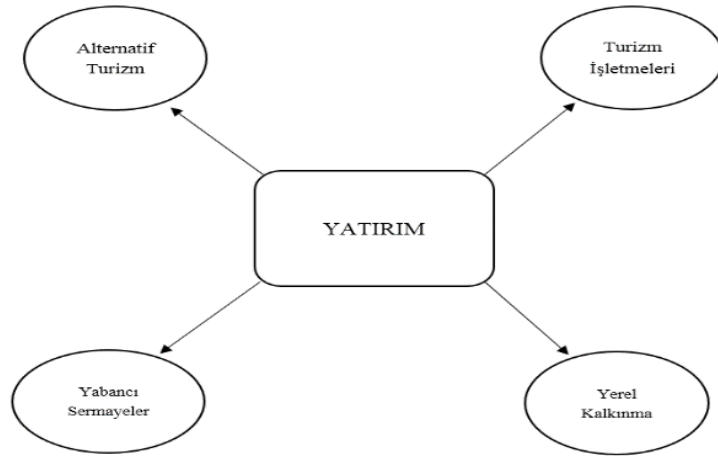 Alternatif
Turizm
Turizm
İşletmeleri
YATIRIM
Yabancı
Sermayeler
Yerel
Kalkınma